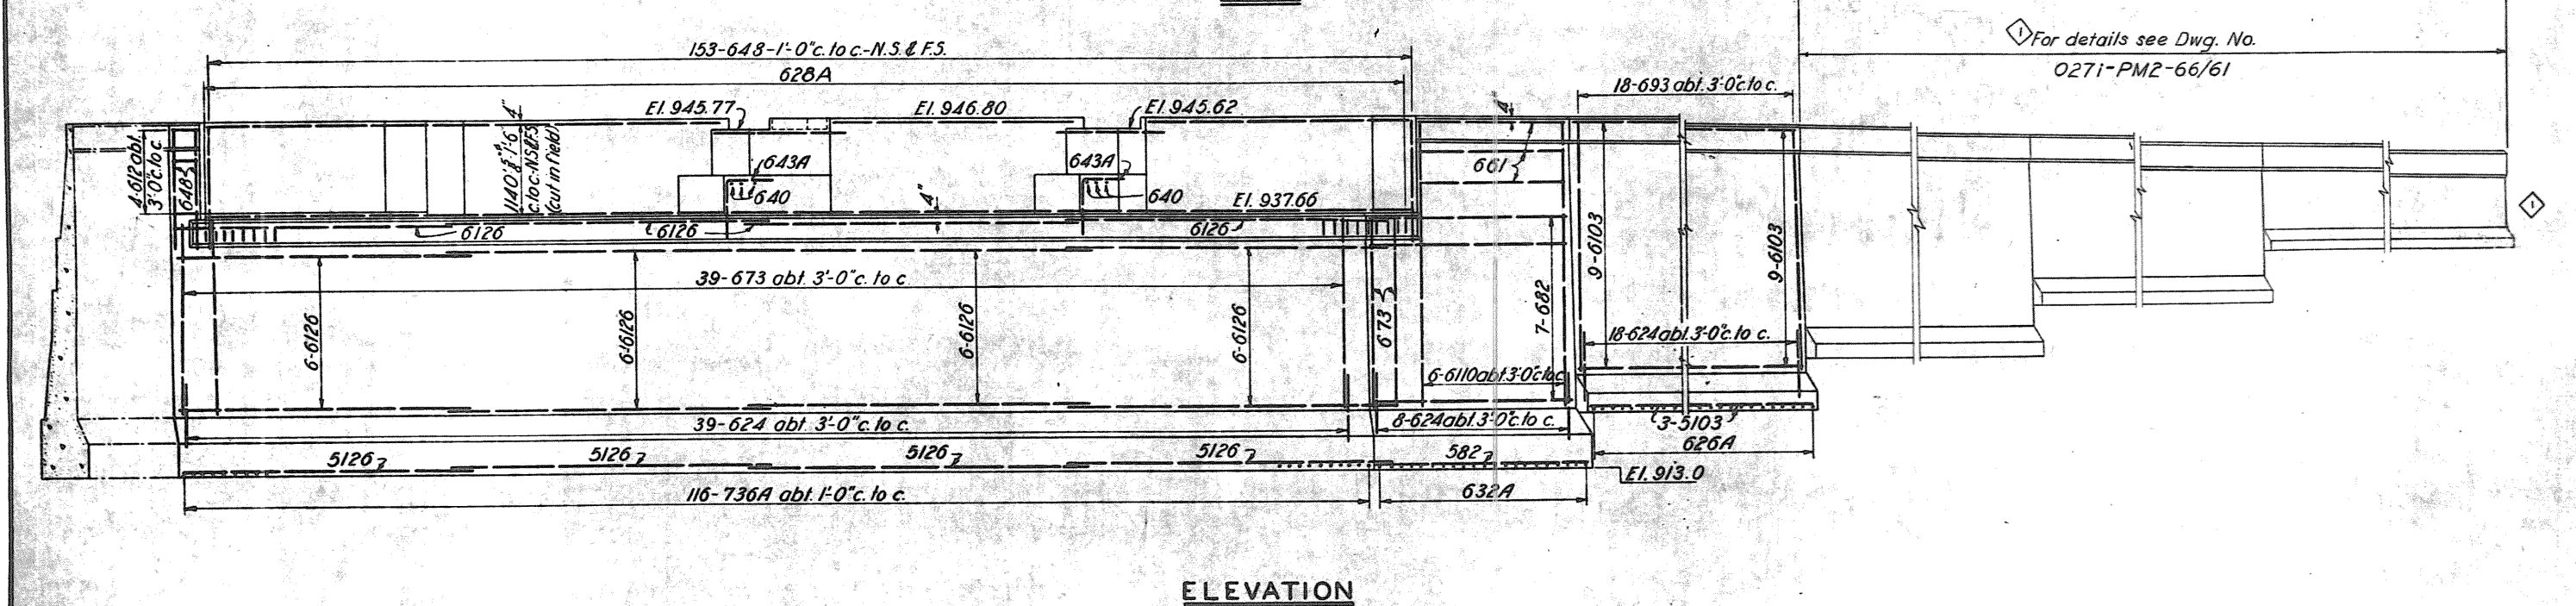 153-648-1'-0"c. to c.-N.S. & F.S.
628A
For details see Dwg. No.
027i-PM2-66/61
18-693 abt. 3'-0"c. to c.
El. 945.77
El. 946.80
El. 945.62
4"
4"
4-612 abt.
3'-0"c. to c.
648
c. to c.-N.S.&F.S.
(Cut in field)
643A
643A
640
640
4"
El. 937.66
661
6126
6126
6126
9-6103
9-6103
39-673 abt. 3'-0"c. to c.
6-6126
6-6126
6-6126
6-6126
673
7-682
18-624 abt. 3'-0"c. to c.
6-6110 abt. 3'-0"c. to c.
39-624 abt. 3'-0"c. to c.
8-624 abt. 3'-0"c. to c.
3-5103
626A
5126
5126
5126
5126
582
El. 913.0
116-736A abt. 1'-0"c. to c.
632A
ELEVATION